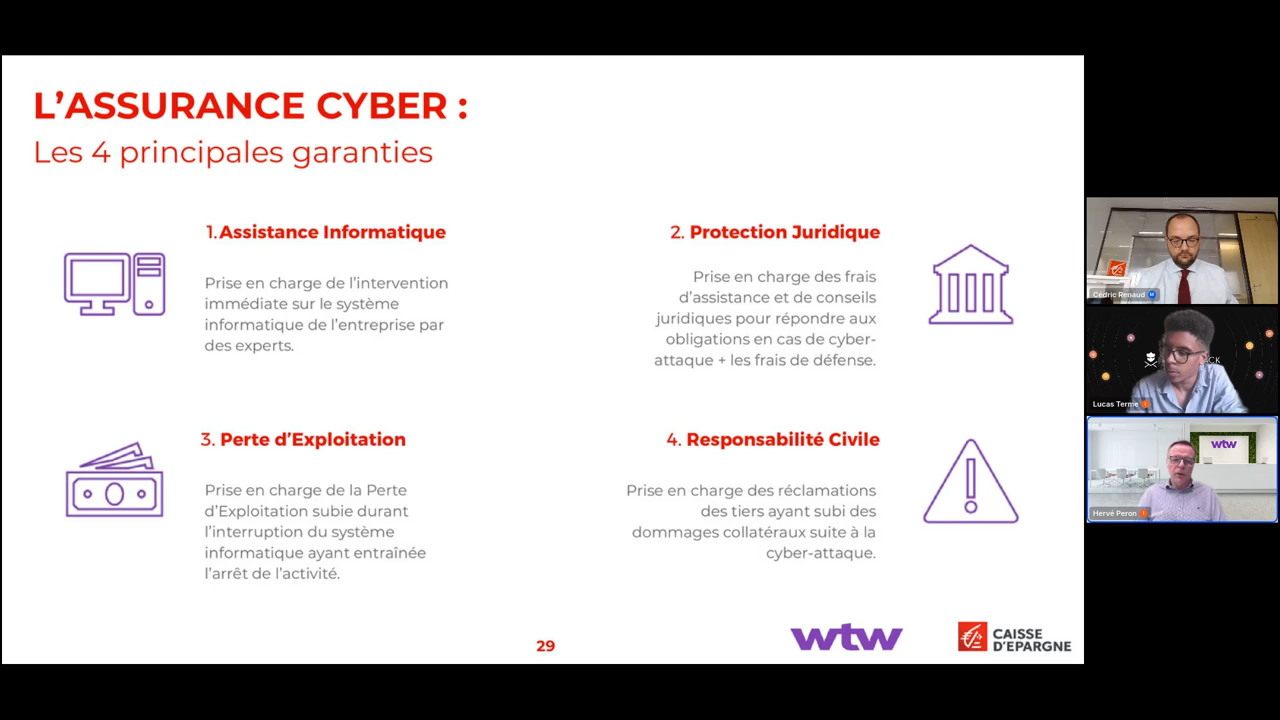 L’ASSURANCE CYBER :
Les 4 principales garanties
1. Assistance Informatique
Prise en charge de l’intervention
immédiate sur le système
informatique de l’entreprise par
des experts.
2. Protection Juridique
Prise en charge des frais
d’assistance et de conseils
juridiques pour répondre aux
obligations en cas de cyber-
attaque + les frais de défense.
3. Perte d’Exploitation
Prise en charge de la Perte
d’Exploitation subie durant
l’interruption du système
informatique ayant entraînée
l’arrêt de l’activité.
4. Responsabilité Civile
Prise en charge des réclamations
des tiers ayant subi des
dommages collatéraux suite à la
cyber-attaque.
29
wtw
CAISSE
D’EPARGNE
Cédric Renaud
Lucas Terme
wtw
Hervé Peron